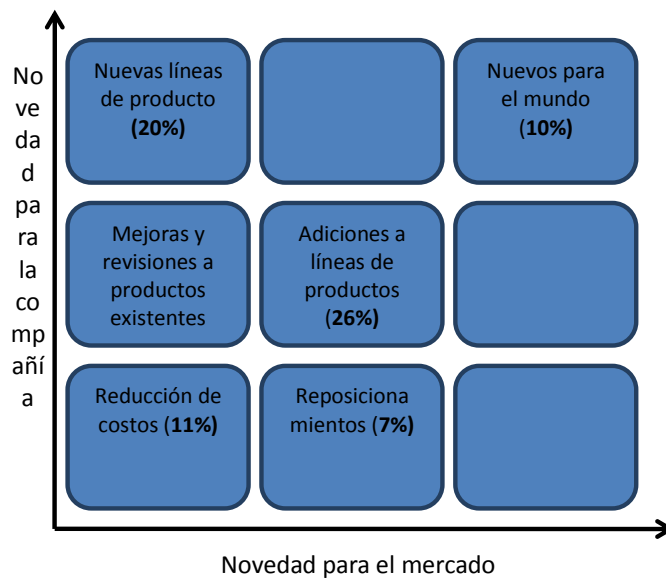 No
ve
da
d
pa
ra
la
co
mp
añí
a
Nuevas líneas
de producto
(20%)
Nuevos para
el mundo
(10%)
Mejoras y
revisiones a
productos
existentes
Adiciones a
líneas de
productos
(26%)
Reducción de
costos (11%)
Reposiciona
mientos (7%)
Novedad para el mercado